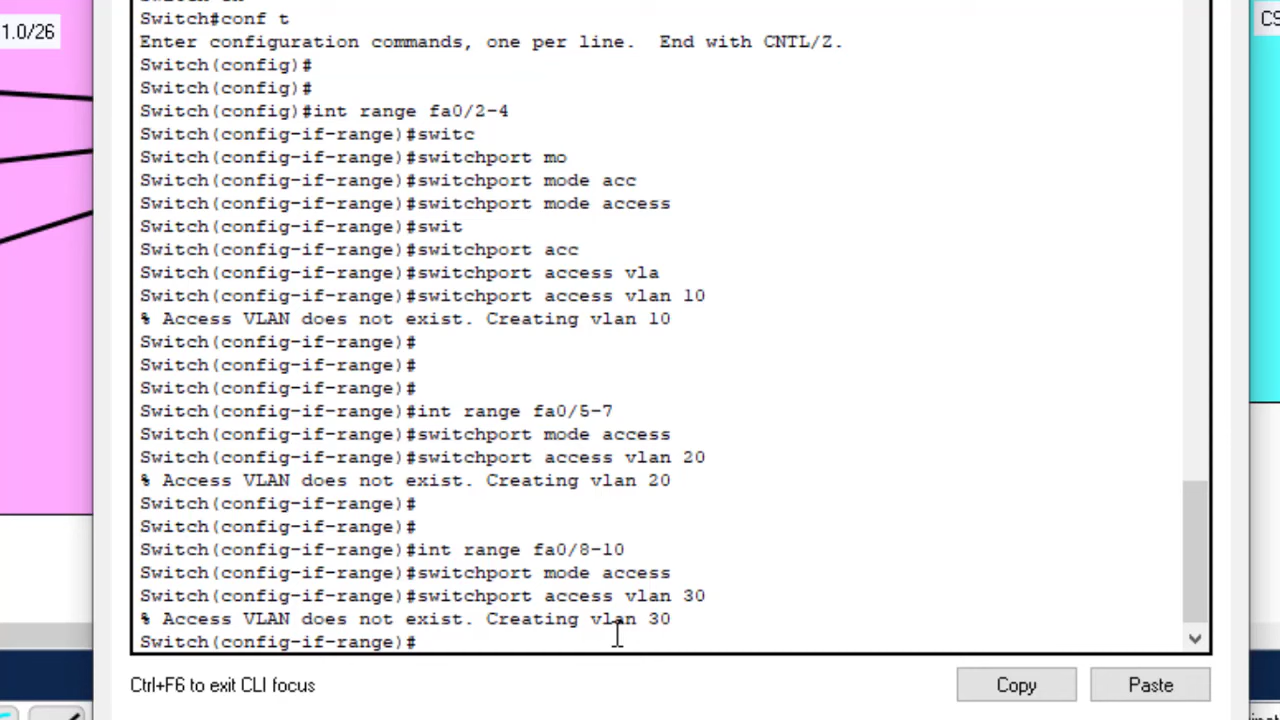 1.0/26
CS
Switch#conf t
Enter configuration commands, one per line.  End with CNTL/Z.
Switch(config)#
Switch(config)#
Switch(config)#int range fa0/2-4
Switch(config-if-range)#switc
Switch(config-if-range)#switchport mo
Switch(config-if-range)#switchport mode acc
Switch(config-if-range)#switchport mode access
Switch(config-if-range)#swit
Switch(config-if-range)#switchport acc
Switch(config-if-range)#switchport access vla
Switch(config-if-range)#switchport access vlan 10
% Access VLAN does not exist. Creating vlan 10
Switch(config-if-range)#
Switch(config-if-range)#
Switch(config-if-range)#
Switch(config-if-range)#int range fa0/5-7
Switch(config-if-range)#switchport mode access
Switch(config-if-range)#switchport access vlan 20
% Access VLAN does not exist. Creating vlan 20
Switch(config-if-range)#
Switch(config-if-range)#
Switch(config-if-range)#int range fa0/8-10
Switch(config-if-range)#switchport mode access
Switch(config-if-range)#switchport access vlan 30
% Access VLAN does not exist. Creating vlan 30
Switch(config-if-range)#
Ctrl+F6 to exit CLI focus
Copy
Paste